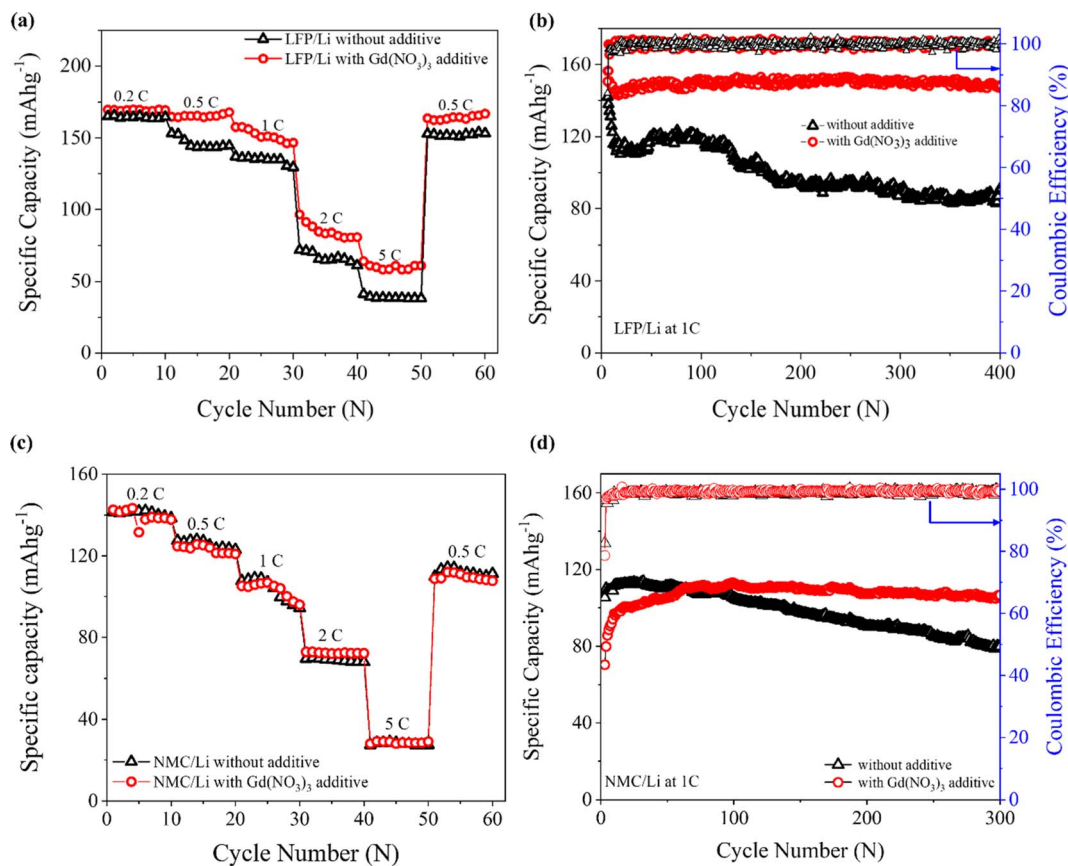 (a)
LFP/Li without additive
LFP/Li with Gd(NO3)3 additive
200
150
100
50
0
0.2 C
0.5 C
1 C
2 C
5 C
0.5 C
0 10 20 30 40 50 60
Specific Capacity (mAhg-1)
Cycle Number (N)
(b)
160
120
80
40
0
100
80
60
40
20
0
without additive
with Gd(NO3)3 additive
LFP/Li at 1C
0 100 200 300 400
Specific Capacity (mAhg-1)
Coulombic Efficiency (%)
Cycle Number (N)
(c)
160
120
80
40
0
0.2 C
0.5 C
1 C
2 C
5 C
0.5 C
NMC/Li without additive
NMC/Li with Gd(NO3)3 additive
0 10 20 30 40 50 60
Specific capacity (mAhg-1)
Cycle Number (N)
(d)
160
120
80
40
0
100
80
60
40
20
0
without additive
with Gd(NO3)3 additive
NMC/Li at 1C
100 200 300
Specific Capacity (mAhg-1)
Coulombic Efficiency (%)
Cycle Number (N)